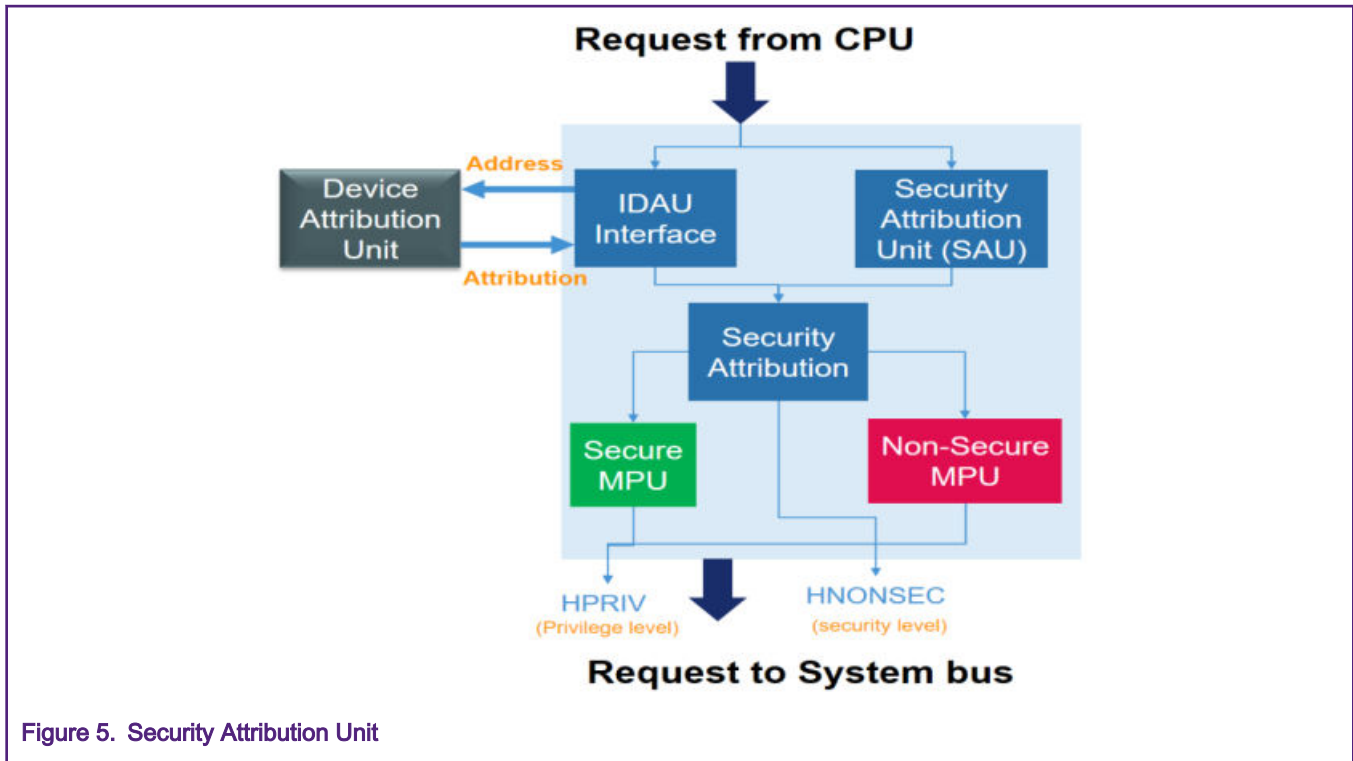 Request from CPU
Address
Device
Attribution
Unit
IDAU
Interface
Security
Attribution
Unit (SAU)
Attribution
Security
Attribution
Secure
MPU
Non-Secure
MPU
HPRIV
(Privilege level)
HNONSEC
(security level)
Request to System bus
Figure 5. Security Attribution Unit